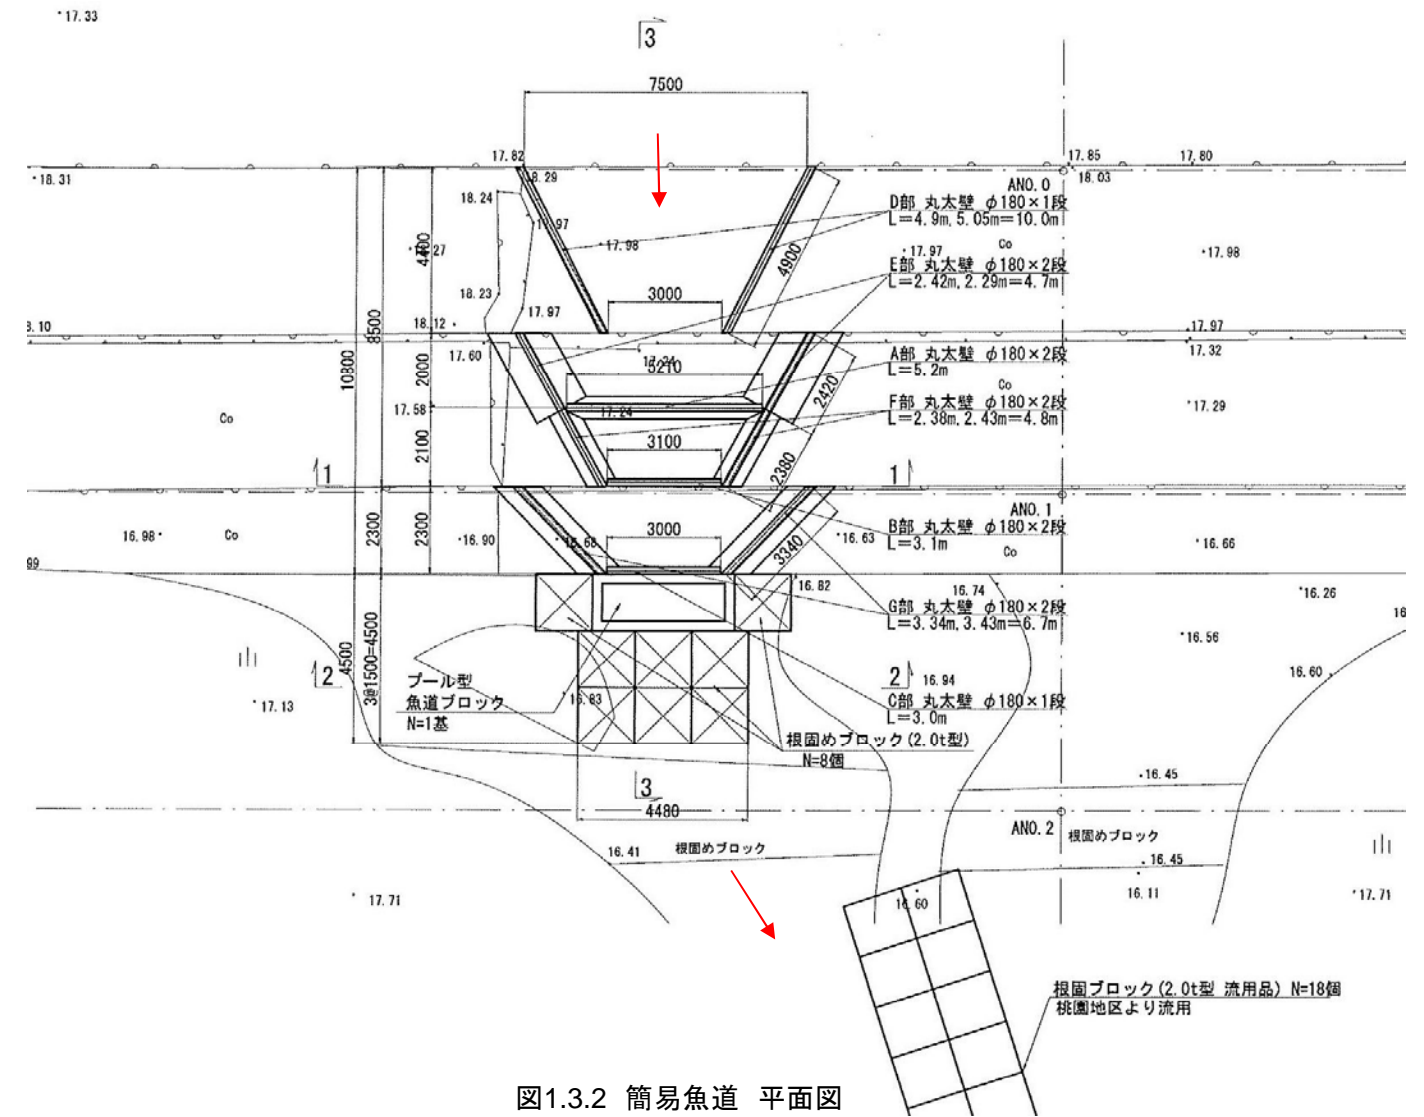 17.33
3
7500
17.82
17.85
17.80
18.31
18.29
18.03
ANO.0
18.24
D部 丸太壁 φ180×1段
L=4.9m, 5.05m=10.0m
17.98
17.97
Co
17.98
4400
4900
E部 丸太壁 φ180×2段
L=2.42m, 2.29m=4.7m
18.23
3000
17.97
18.12
8500
17.97
17.60
17.24
17.32
10800
2000
5210
A部 丸太壁 φ180×2段
L=5.2m
2420
Co
17.58
17.24
F部 丸太壁 φ180×2段
L=2.38m, 2.43m=4.8m
17.29
Co
2100
3100
2380
1
1
ANO.1
16.98
Co
2300
2300
16.90
16.68
3000
3340
16.63
B部 丸太壁 φ180×2段
L=3.1m
Co
16.66
16.82
16.74
16.26
G部 丸太壁 φ180×2段
L=3.34m, 3.43m=6.7m
16.56
4500
3@1500=4500
2
2
16.94
16.60
プール型
魚道ブロック
N=1基
16.83
17.13
C部 丸太壁 φ180×1段
L=3.0m
根固めブロック(2.0t型)
N=8個
3
4480
16.45
ANO.2
根固めブロック
16.41
根固めブロック
16.45
17.71
16.60
16.11
17.71
根固ブロック(2.0t型 流用品) N=18個
桃園地区より流用
図1.3.2 簡易魚道 平面図